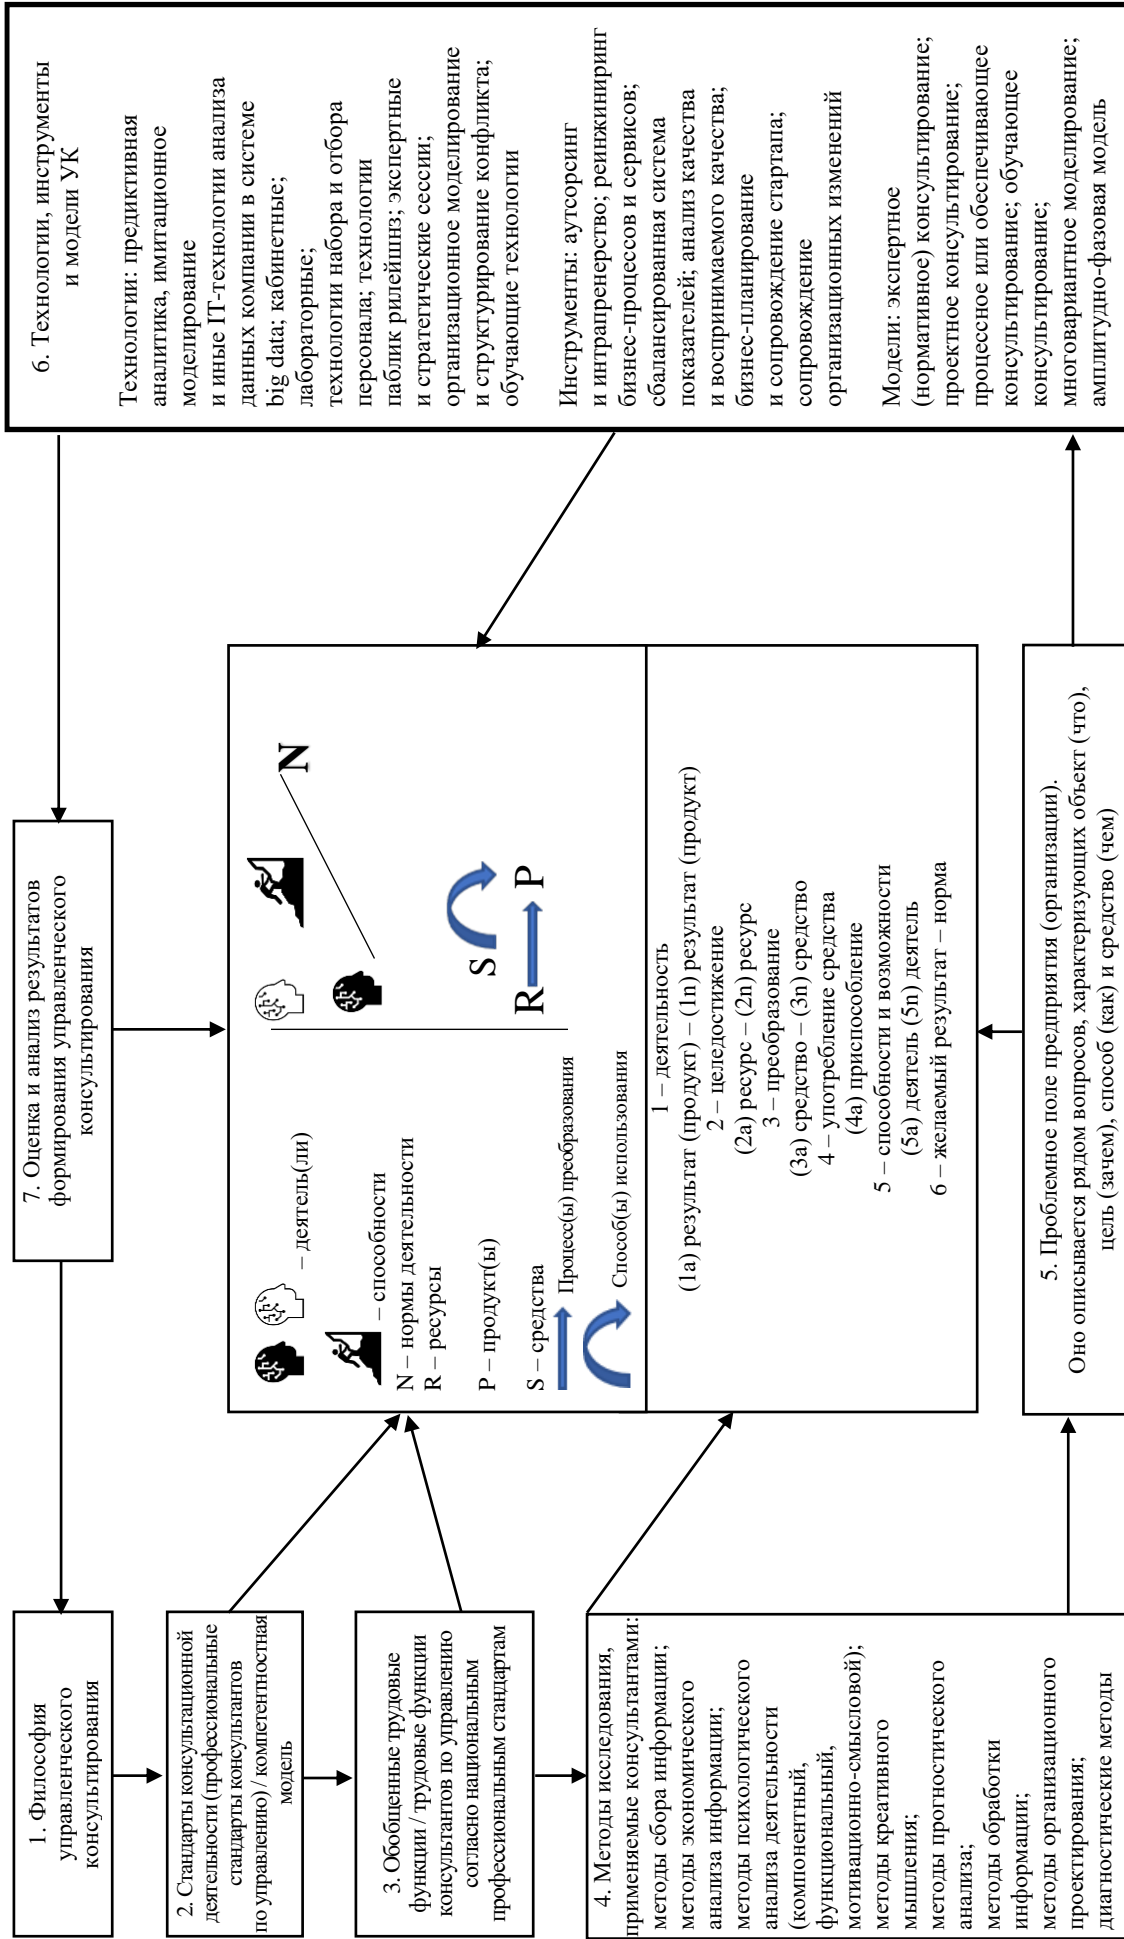 1. Философия
управленческого
консультирования
2. Стандарты консультационной
деятельности (профессиональные
стандарты консультантов
по управлению) / компетентностная
модель
3. Обобщенные трудовые
функции / трудовые функции
консультантов по управлению
согласно национальным
профессиональным стандартам
4. Методы исследования,
применяемые консультантами:
методы сбора информации;
методы экономического
анализа информации;
методы психологического
анализа деятельности
(компонентный,
функциональный,
мотивационно-смысловой);
методы креативного
мышления;
методы прогностического
анализа;
методы обработки
информации;
методы организационного
проектирования;
диагностические методы
7. Оценка и анализ результатов
формирования управленческого
консультирования
– деятель(ли)
– способности
N – нормы деятельности
R – ресурсы
P – продукт(ы)
S – средства
Процесс(ы) преобразования
Способ(ы) использования
N
S
R
P
1 – деятельность
(1а) результат (продукт) – (1n) результат (продукт)
2 – целедостижение
(2а) ресурс – (2n) ресурс
3 – преобразование
(3а) средство – (3n) средство
4 – употребление средства
(4а) приспособление
5 – способности и возможности
(5а) деятель (5n) деятель
6 – желаемый результат – норма
5. Проблемное поле предприятия (организации).
Оно описывается рядом вопросов, характеризующих объект (что),
цель (зачем), способ (как) и средство (чем)
6. Технологии, инструменты
и модели УК
Технологии: предиктивная
аналитика, имитационное
моделирование
и иные IT-технологии анализа
данных компании в системе
big data; кабинетные;
лабораторные;
технологии набора и отбора
персонала; технологии
паблик рилейшнз; экспертные
и стратегические сессии;
организационное моделирование
и структурирование конфликта;
обучающие технологии
Инструменты: аутсорсинг
и интрапренерство; реинжиниринг
бизнес-процессов и сервисов;
сбалансированная система
показателей; анализ качества
и воспринимаемого качества;
бизнес-планирование
и сопровождение стартапа;
сопровождение
организационных изменений
Модели: экспертное
(нормативное) консультирование;
проектное консультирование;
процессное или обеспечивающее
консультирование; обучающее
консультирование;
многовариантное моделирование;
амплитудно-фазовая модель